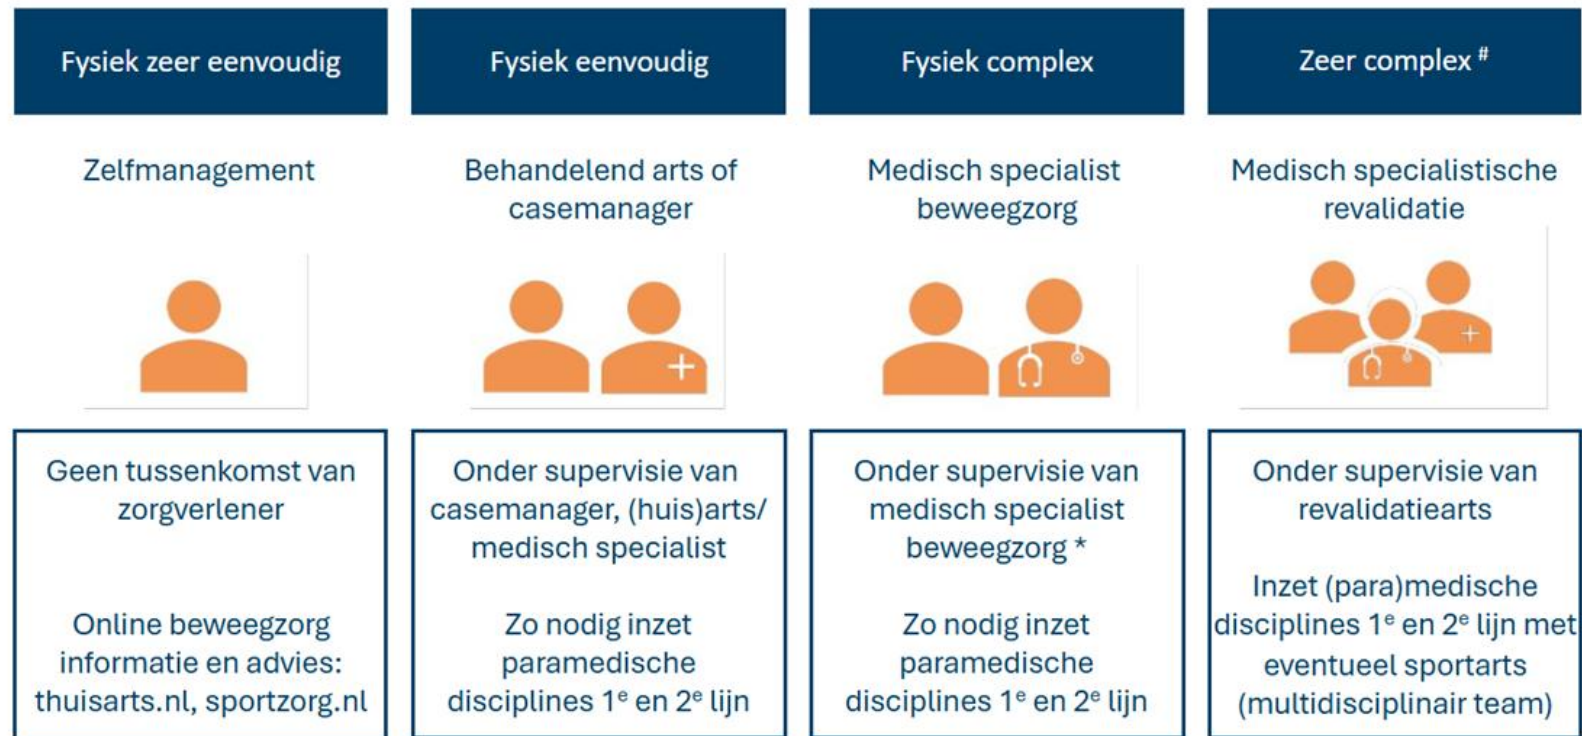 Fysiek zeer eenvoudig
Zelfmanagement
Geen tussenkomst van
zorgverlener
Online beweegzorg
informatie en advies:
thuisarts.nl, sportzorg.nl
Fysiek eenvoudig
Behandelend arts of
casemanager
Onder supervisie van
casemanager, (huis)arts/
medisch specialist
Zo nodig inzet
paramedische
disciplines 1e en 2e lijn
Fysiek complex
Medisch specialist
beweegzorg
Onder supervisie van
medisch specialist
beweegzorg *
Zo nodig inzet
paramedische
disciplines 1e en 2e lijn
Zeer complex #
Medisch specialistische
revalidatie
Onder supervisie van
revalidatiearts
Inzet (para)medische
disciplines 1e en 2e lijn met
eventueel sportarts
(multidisciplinair team)